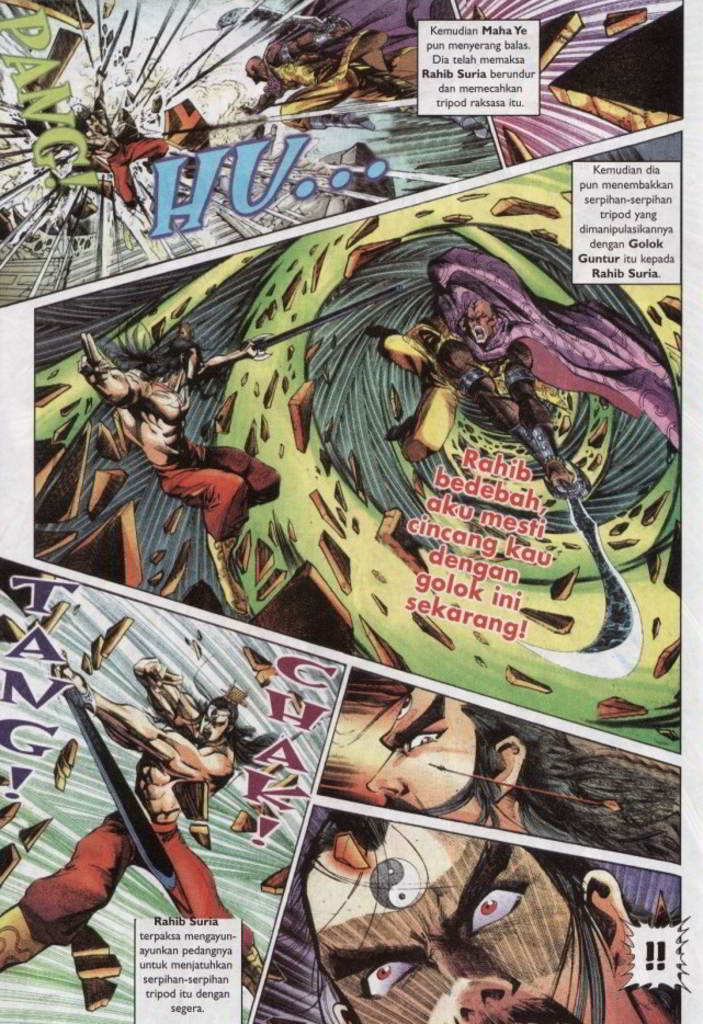 PANG!
HU...
Kemudian Maha Ye
pun menyerang balas.
Dia telah memaksa
Rahib Suria berundur
dan memecahkan
tripod raksasa itu.
Kemudian dia
pun menembakkan
serpihan-serpihan
tripod yang
dimanipulasikannya
dengan Golok
Guntur itu kepada
Rahib Suria.
Rahib
bedebah,
aku mesti
cincang kau
dengan
golok ini
sekarang!
TANG!
CHAK!
Rahib Suria
terpaksa mengayun-
ayunkan pedangnya
untuk menjatuhkan
serpihan-serpihan
tripod itu dengan
segera.
!!